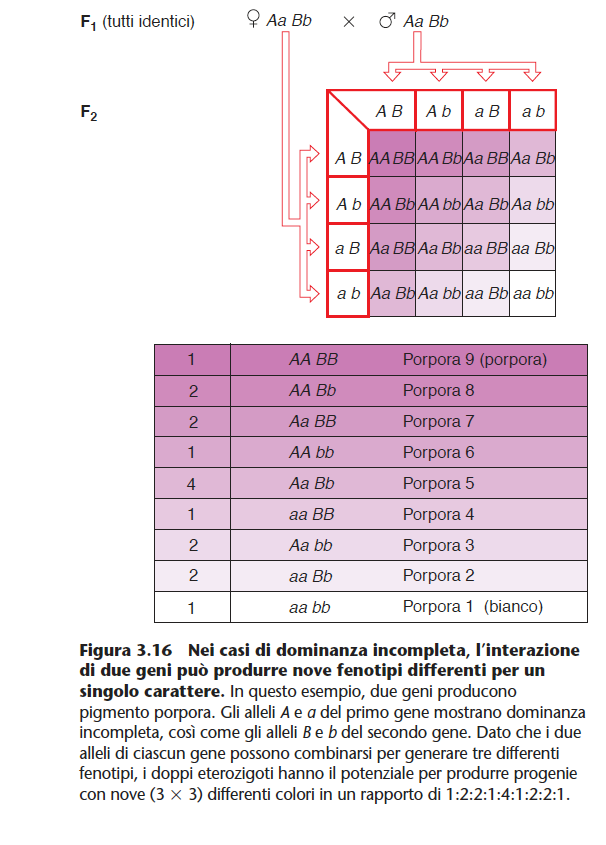 F1 (tutti identici) ♀ Aa Bb × ♂ Aa Bb
F2
A B A b a B a b
A B AA BB AA Bb Aa BB Aa Bb
A b AA Bb AA bb Aa Bb Aa bb
a B Aa BB Aa Bb aa BB aa Bb
a b Aa Bb Aa bb aa Bb aa bb
1 AA BB Porpora 9 (porpora)
2 AA Bb Porpora 8
2 Aa BB Porpora 7
1 AA bb Porpora 6
4 Aa Bb Porpora 5
1 aa BB Porpora 4
2 Aa bb Porpora 3
2 aa Bb Porpora 2
1 aa bb Porpora 1 (bianco)
Figura 3.16 Nei casi di dominanza incompleta, l'interazione
di due geni può produrre nove fenotipi differenti per un
singolo carattere. In questo esempio, due geni producono
pigmento porpora. Gli alleli A e a del primo gene mostrano dominanza
incompleta, così come gli alleli B e b del secondo gene. Dato che i due
alleli di ciascun gene possono combinarsi per generare tre differenti
fenotipi, i doppi eterozigoti hanno il potenziale per produrre progenie
con nove (3 × 3) differenti colori in un rapporto di 1:2:2:1:4:1:2:2:1.